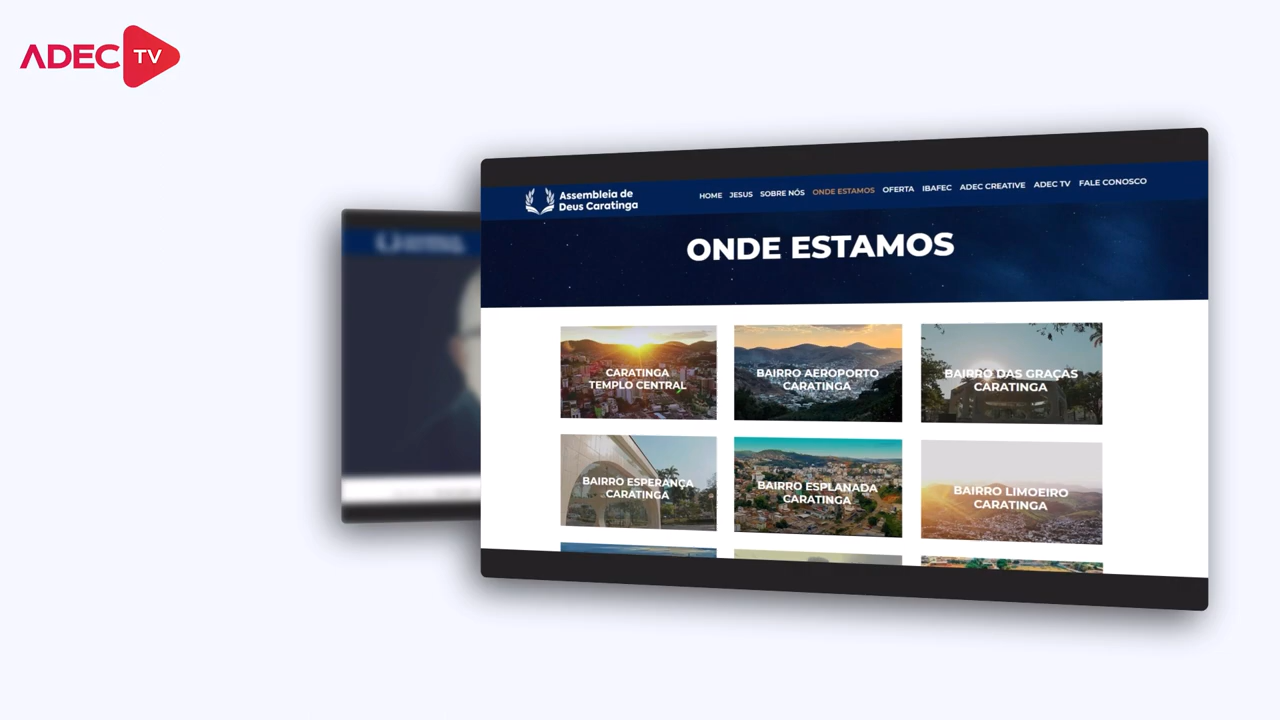 ADEC TV
Assembleia de
Deus Caratinga
HOME JESUS SOBRE NÓS ONDE ESTAMOS OFERTA IBAFEC ADEC CREATIVE ADEC TV FALE CONOSCO
ONDE ESTAMOS
CARATINGA
TEMPLO CENTRAL
BAIRRO AEROPORTO
CARATINGA
BAIRRO DAS GRAÇAS
CARATINGA
BAIRRO ESPERANÇA
CARATINGA
BAIRRO ESPLANADA
CARATINGA
BAIRRO LIMOEIRO
CARATINGA